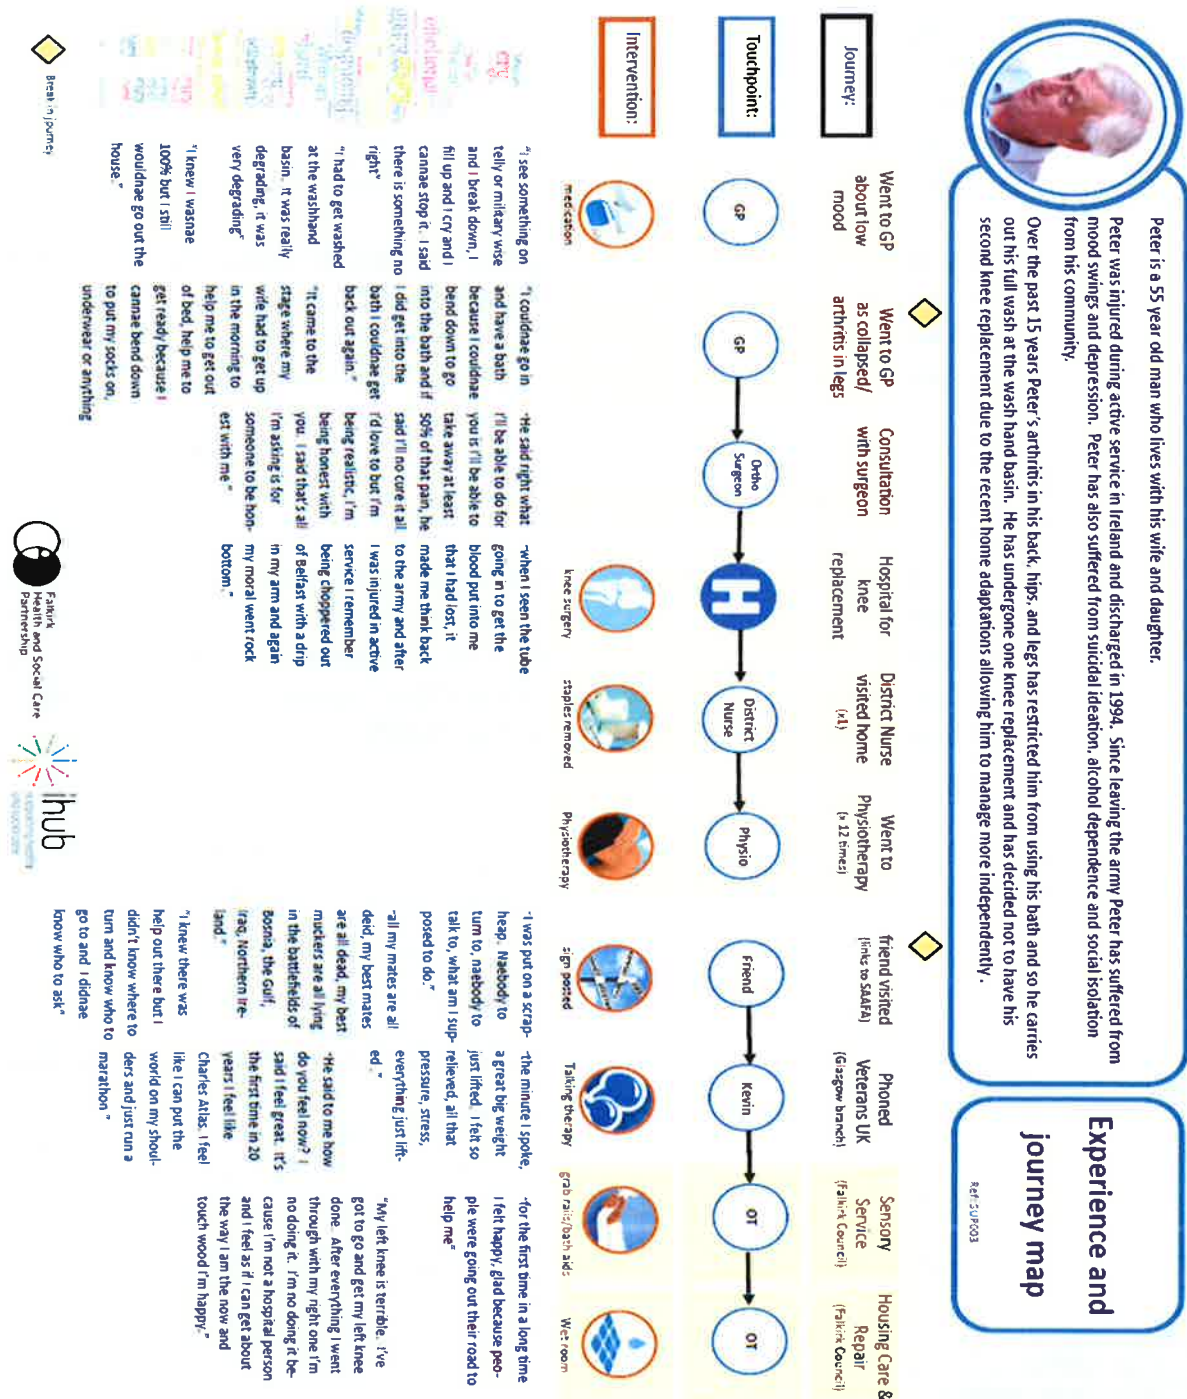 Peter is a 55 year old man who lives with his wife and daughter.
Peter was injured during active service in Ireland and discharged in 1994. Since leaving the army Peter has suffered from
mood swings and depression. Peter has also suffered from suicidal ideation, alcohol dependence and social isolation
from his community.
Over the past 15 years Peter's arthritis in his back, hips, and legs has restricted him from using his bath and so he carries
out his full wash at the wash hand basin. He has undergone one knee replacement and has decided not to have his
second knee replacement due to the recent home adaptations allowing him to manage more independently.
Experience and
journey map
Ref: SUP003
Journey:
Went to GP
about low
mood
Went to GP
as collapsed/
arthritis in legs
Consultation
with surgeon
Hospital for
knee
replacement
District Nurse
visited home
(x1)
Went to
Physiotherapy
(x 12 times)
friend visited
(links to SAAFA)
Phoned
Veterans UK
(Glasgow branch)
Sensory
Service
(Falkirk Council)
Housing Care &
Repair
(Falkirk Council)
Touchpoint:
GP
GP
Ortho
Surgeon
H
District
Nurse
Physio
Friend
Kevin
OT
OT
Intervention:
medication
knee surgery
staples removed
Physiotherapy
sign posted
Talking therapy
grab rails/bath aids
Wet room
"I see something on
telly or military wise
and I break down, I
fill up and I cry and I
cannae stop it. I said
there is something no
right"
"I had to get washed
at the washhand
basin. It was really
degrading, it was
very degrading"
"I knew I wasnae
100% but I still
wouldnae go out the
house."
"I couldnae go in
and have a bath
because I couldnae
bend down to go
into the bath and if
I did get into the
bath I couldnae get
back out again."
"It came to the
stage where my
wife had to get up
in the morning to
help me to get out
of bed, help me to
get ready because I
cannae bend down
to put my socks on,
underwear or anything
"He said right what
I'll be able to do for
you is I'll be able to
take away at least
50% of that pain, he
said I'll no cure it all
I'd love to but I'm
being realistic, I'm
being honest with
you. I said that's all
I'm asking is for
someone to be hon-
est with me."
"when I seen the tube
going in to get the
blood put into me
that I had lost, it
made me think back
to the army and after
I was injured in active
service I remember
being choppered out
of Belfast with a drip
in my arm and again
my moral went rock
bottom."
"I was put on a scrap-
heap. Naebody to
turn to, naebody to
talk to, what am I sup-
posed to do."
"all my mates are all
deid, my best mates
are all dead, my best
muckers are all lying
in the battlefields of
Bosnia, the Gulf,
Iraq, Northern Ire-
land."
"I knew there was
help out there but I
didn't know where to
turn and know who to
go to and I didnae
know who to ask"
"the minute I spoke,
a great big weight
just lifted. I felt so
relieved, all that
pressure, stress,
everything just lift-
ed."
"He said to me how
do you feel now? I
said I feel great. It's
the first time in 20
years I feel like
Charles Atlas. I feel
like I can put the
world on my shoul-
ders and just run a
marathon"
"for the first time in a long time
I felt happy, glad because peo-
ple were going out their road to
help me"
"My left knee is terrible. I've
got to go and get my left knee
done. After everything I went
through with my right one I'm
no doing it. I'm no doing it be-
cause I'm not a hospital person
and I feel as if I can get about
the way I am the now and
touch wood I'm happy."
cry
emotional
degrading
Break in journey
Falkirk
Health and Social Care
Partnership
ihub